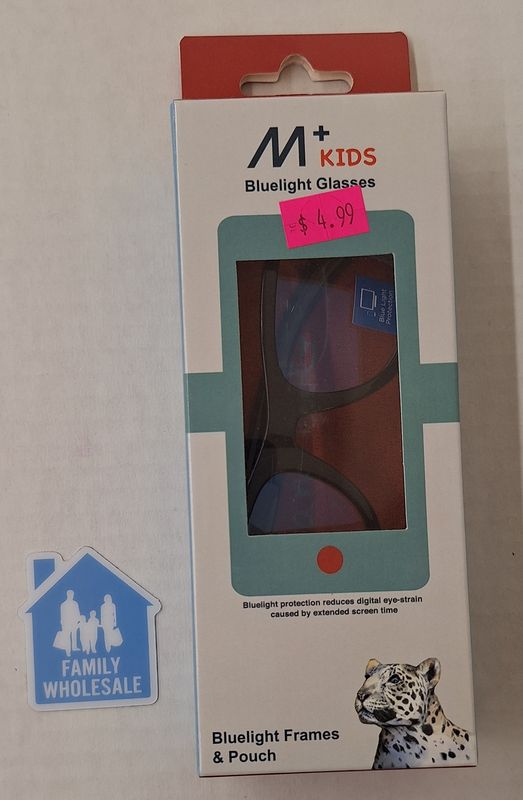 M+ KIDS
Bluelight Glasses
$ 4.99
Blue Light
Protection
Bluelight protection reduces digital eye-strain
caused by extended screen time
FAMILY
WHOLESALE
Bluelight Frames
& Pouch